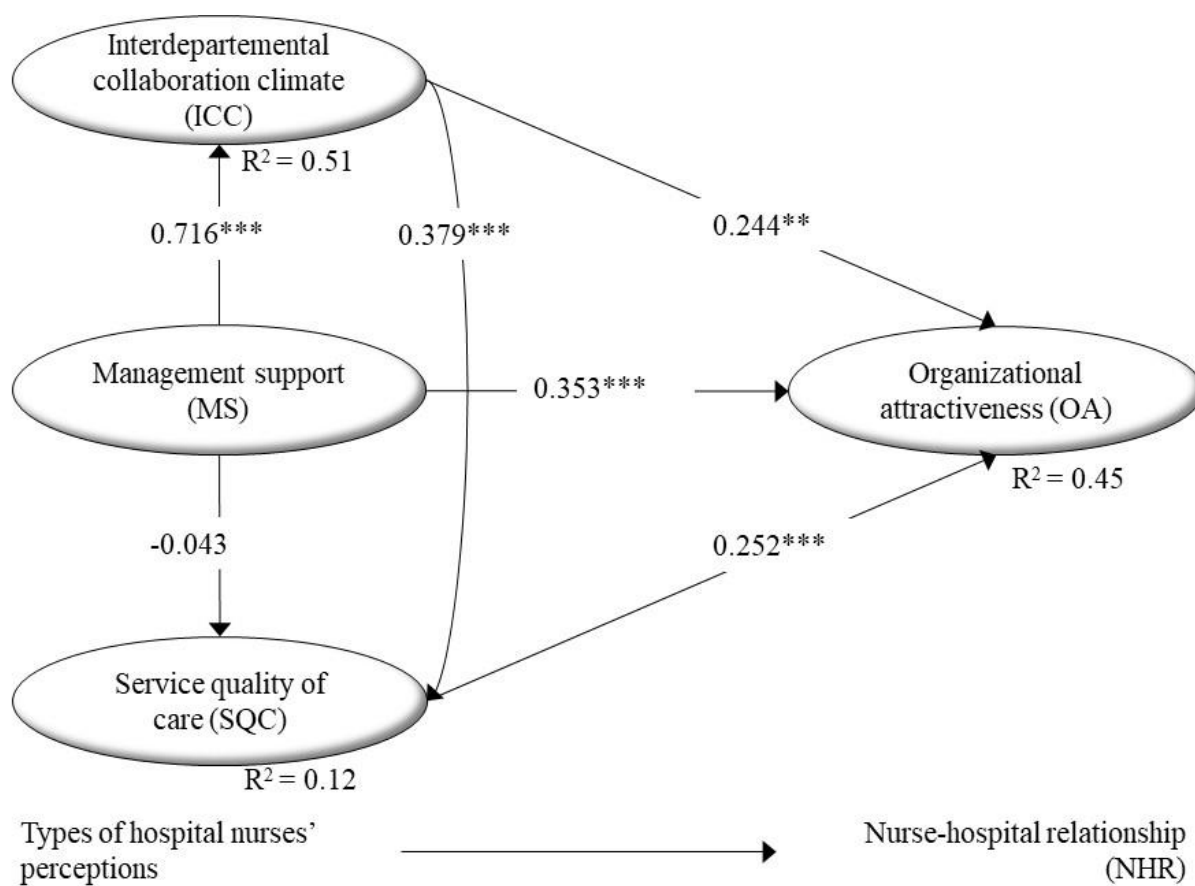 Interdepartemental
collaboration climate
(ICC)
R² = 0.51
0.716***
0.379***
0.244**
Management support
(MS)
0.353***
Organizational
attractiveness (OA)
R² = 0.45
-0.043
0.252***
Service quality of
care (SQC)
R² = 0.12
Types of hospital nurses’
perceptions
Nurse-hospital relationship
(NHR)